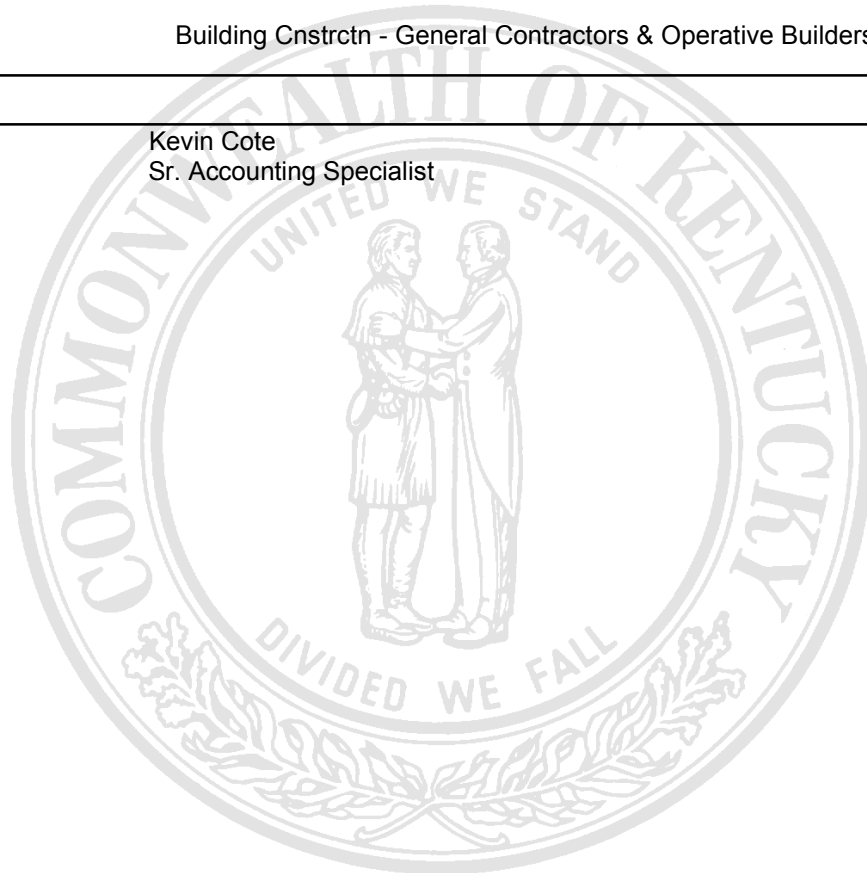 Building Cnstrctn - General Contractors & Operative Builders
Kevin Cote
Sr. Accounting Specialist
COMMONWEALTH OF KENTUCKY
UNITED WE STAND
DIVIDED WE FALL